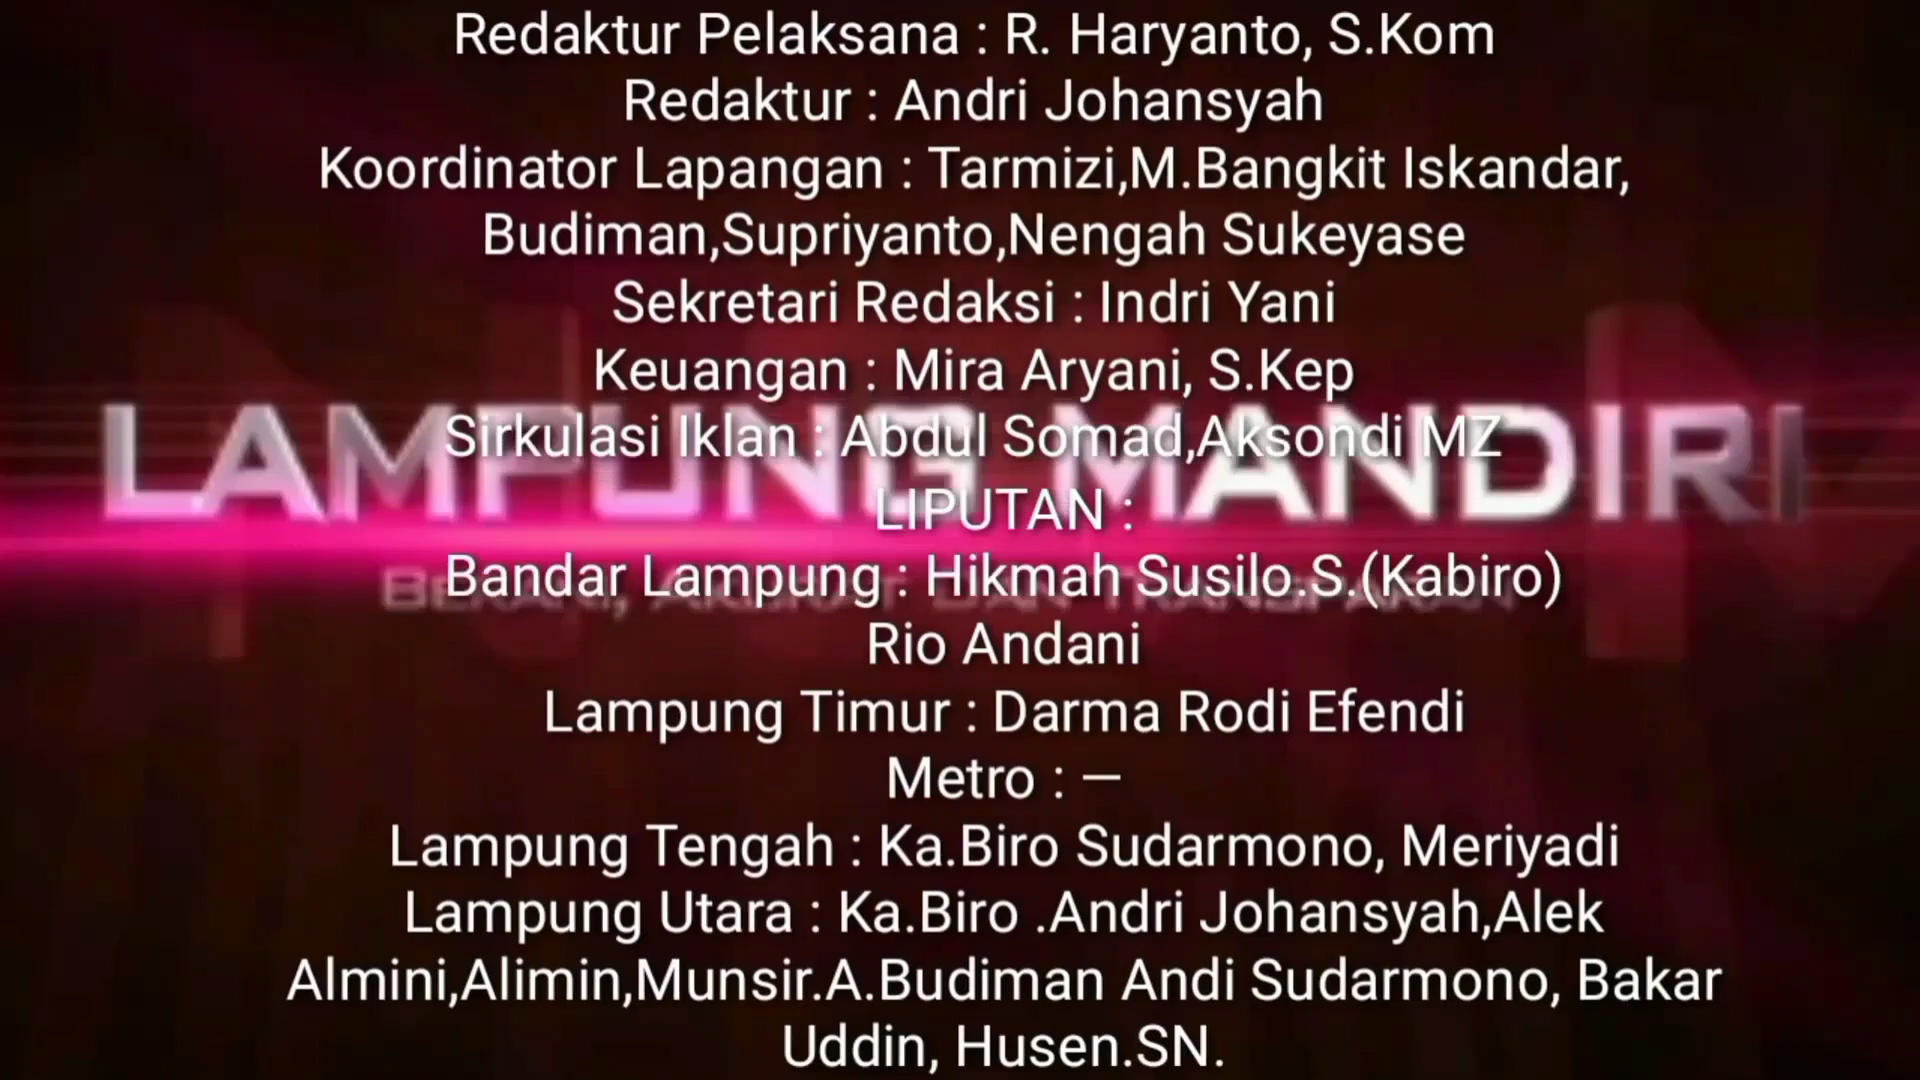 Redaktur Pelaksana : R. Haryanto, S.Kom
Redaktur : Andri Johansyah
Koordinator Lapangan : Tarmizi,M.Bangkit Iskandar,
Budiman,Supriyanto,Nengah Sukeyase
Sekretari Redaksi : Indri Yani
Keuangan : Mira Aryani, S.Kep
Sirkulasi Iklan : Abdul Somad,Aksondi MZ
LAMPUNG MANDIRI
LIPUTAN :
Bandar Lampung : Hikmah Susilo.S.(Kabiro)
Rio Andani
Lampung Timur : Darma Rodi Efendi
Metro : —
Lampung Tengah : Ka.Biro Sudarmono, Meriyadi
Lampung Utara : Ka.Biro .Andri Johansyah,Alek
Almini,Alimin,Munsir.A.Budiman Andi Sudarmono, Bakar
Uddin, Husen.SN.